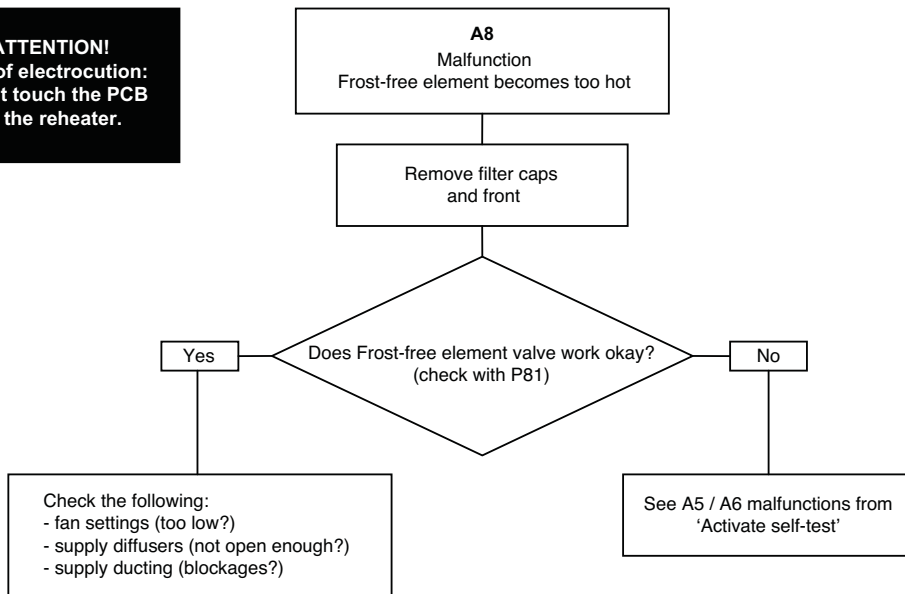 ATTENTION!
of electrocution:
t touch the PCB
the reheater.
A8
Malfunction
Frost-free element becomes too hot
Remove filter caps
and front
Does Frost-free element valve work okay?
(check with P81)
Yes
No
Check the following:
- fan settings (too low?)
- supply diffusers (not open enough?)
- supply ducting (blockages?)
See A5 / A6 malfunctions from
‘Activate self-test’